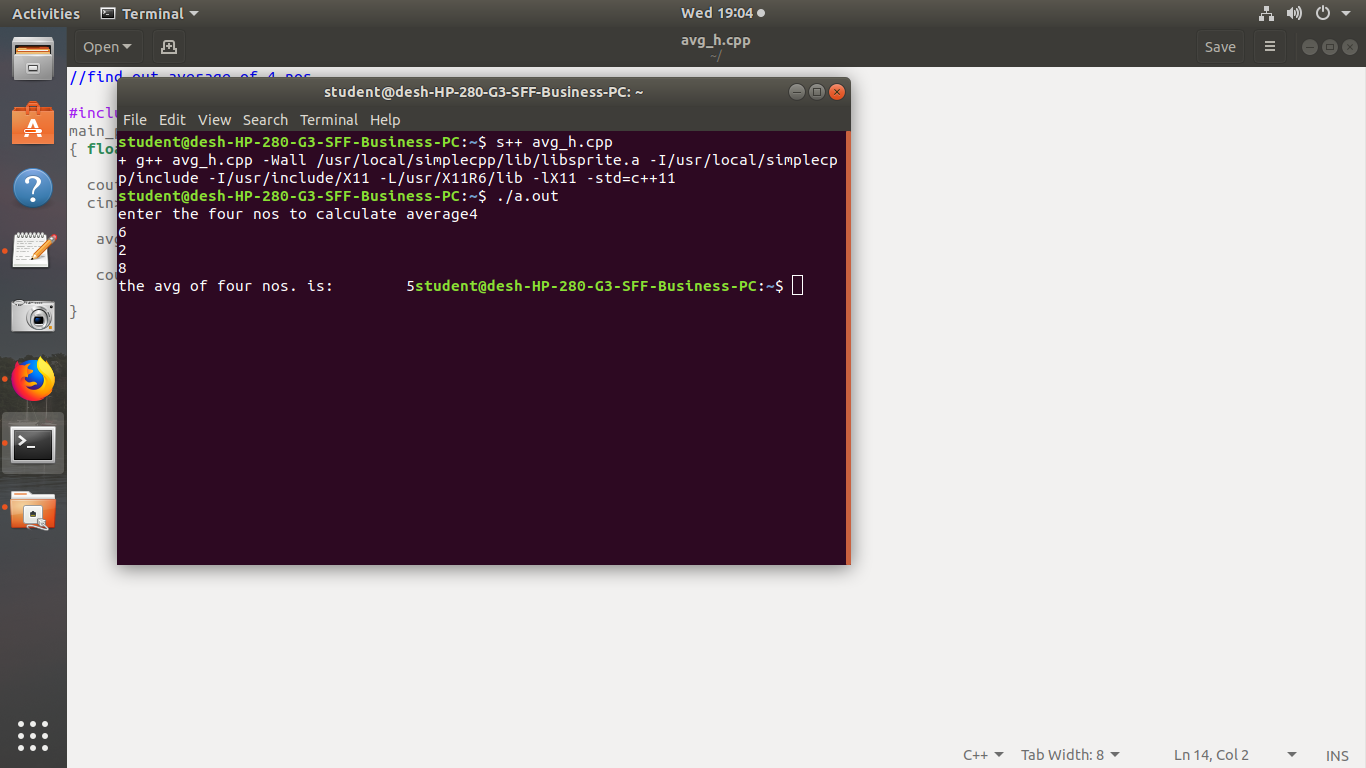 Activities Terminal Wed 19:04
Open avg_h.cpp Save
~/
//find out average of 4 nos
student@desh-HP-280-G3-SFF-Business-PC: ~
File Edit View Search Terminal Help
#inclu
main_
{ floa
cout
cin>
avg
cou
}
student@desh-HP-280-G3-SFF-Business-PC:~$ s++ avg_h.cpp
+ g++ avg_h.cpp -Wall /usr/local/simplecpp/lib/libsprite.a -I/usr/local/simplecp
p/include -I/usr/include/X11 -L/usr/X11R6/lib -lX11 -std=c++11
student@desh-HP-280-G3-SFF-Business-PC:~$ ./a.out
enter the four nos to calculate average4
6
2
8
the avg of four nos. is: 5student@desh-HP-280-G3-SFF-Business-PC:~$
C++ Tab Width: 8 Ln 14, Col 2 INS